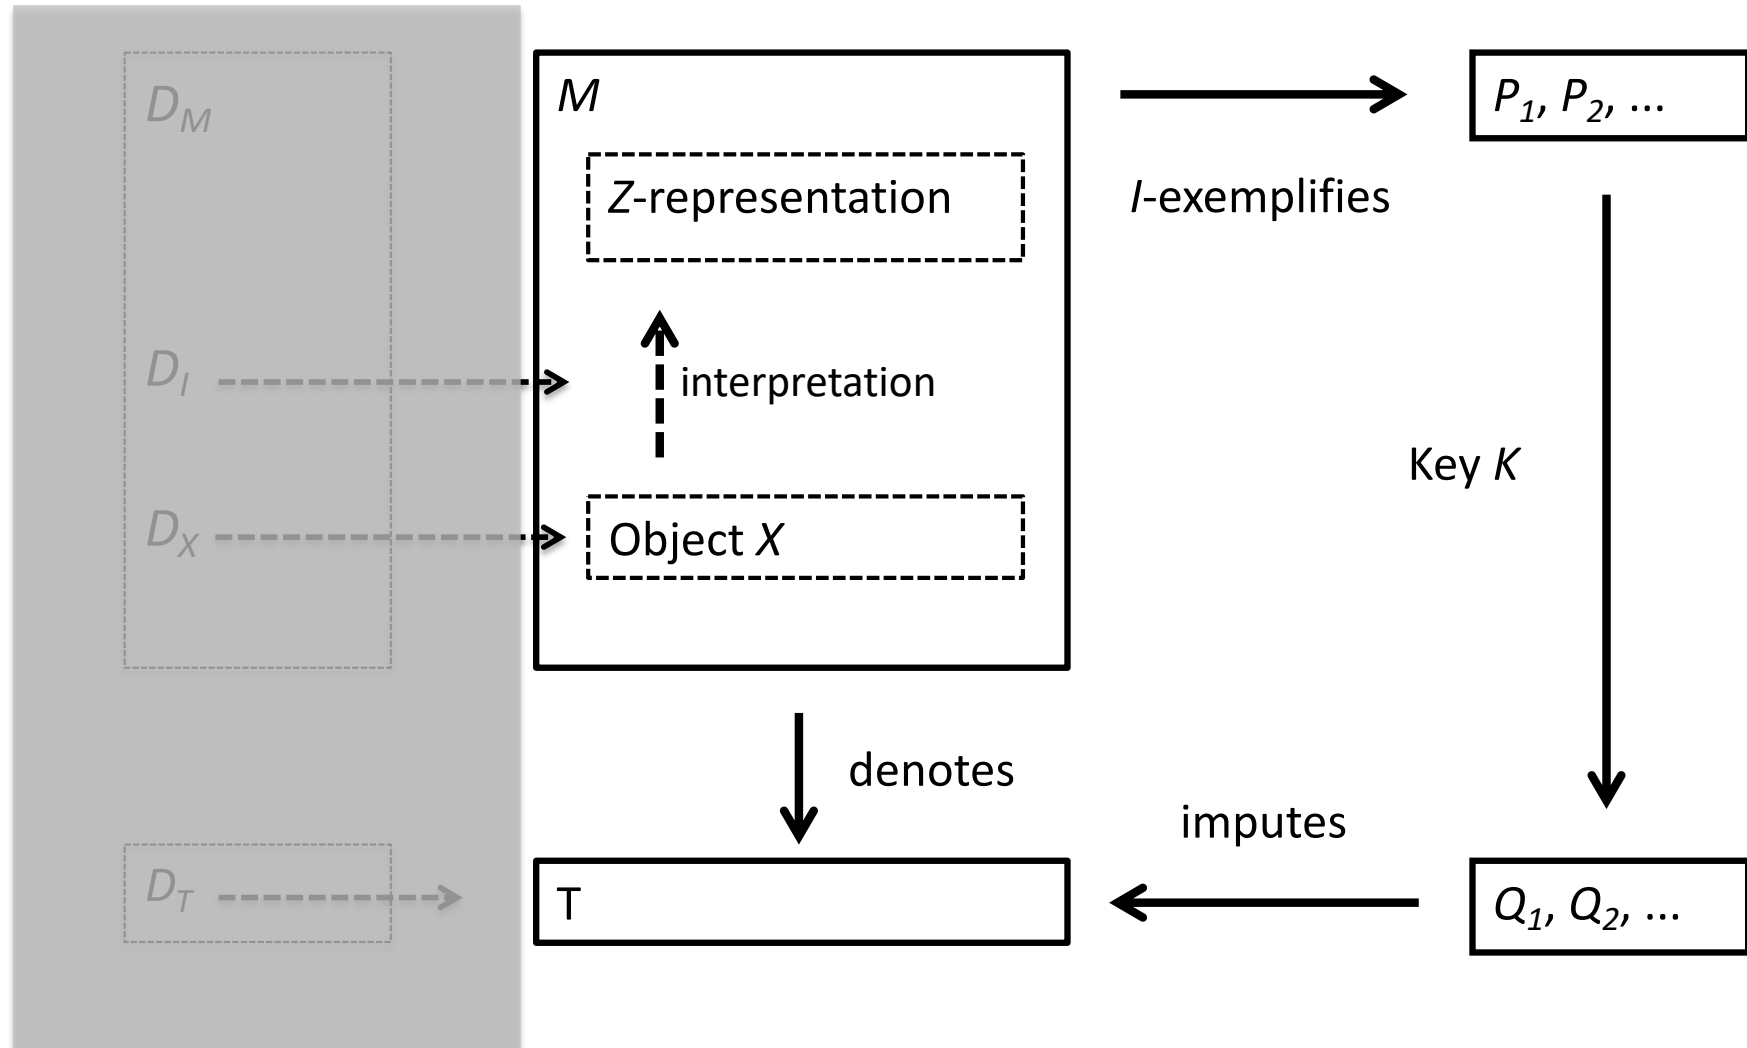 D_M
M
P_1, P_2, ...
Z-representation
I-exemplifies
D_I
interpretation
Key K
D_X
Object X
denotes
imputes
D_T
T
Q_1, Q_2, ...